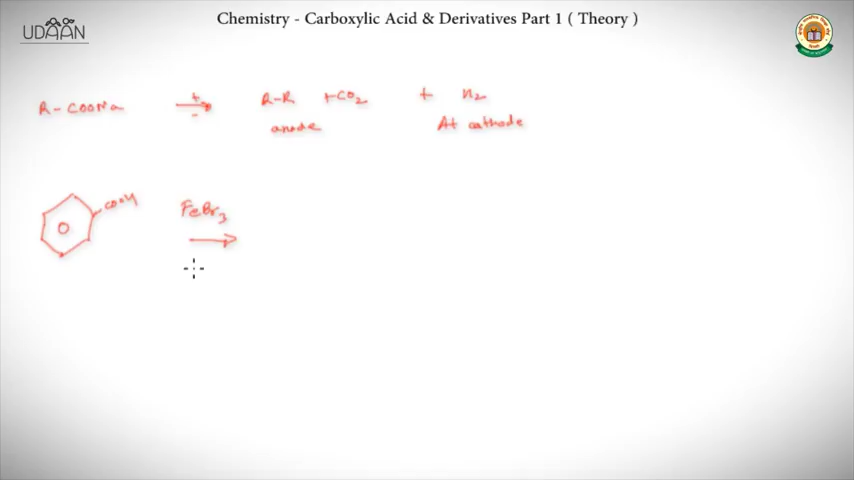 UDAAN
Chemistry - Carboxylic Acid & Derivatives Part 1 ( Theory )
R-COONa + - R-R +CO2 + H2
anode At cathode
COOH
FeBr3